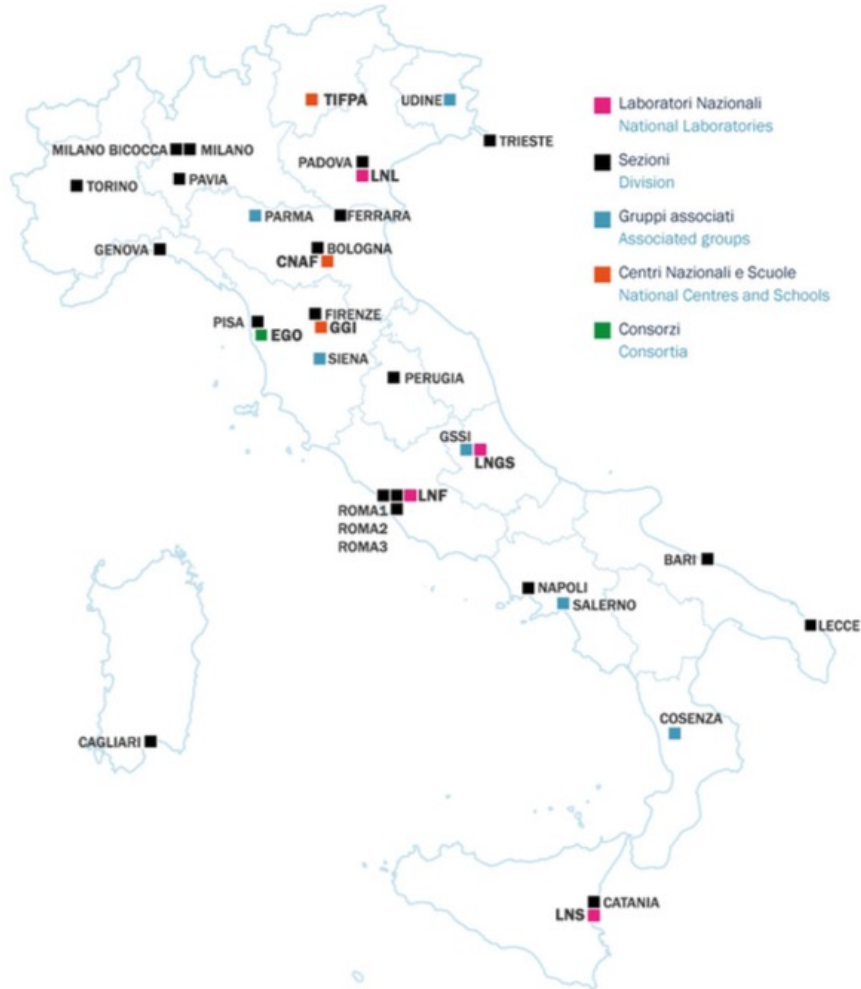 TIFPA
UDINE
Laboratori Nazionali
National Laboratories
TRIESTE
MILANO BICOCCA
MILANO
PADOVA
LNL
Sezioni
Division
TORINO
PAVIA
PARMA
FERRARA
Gruppi associati
Associated groups
GENOVA
BOLOGNA
CNAF
Centri Nazionali e Scuole
National Centres and Schools
PISA
EGO
FIRENZE
GGI
Consorzi
Consortia
SIENA
PERUGIA
GSSI
LNGS
LNF
ROMA1
ROMA2
ROMA3
BARI
NAPOLI
SALERNO
LECCE
COSENZA
CAGLIARI
CATANIA
LNS